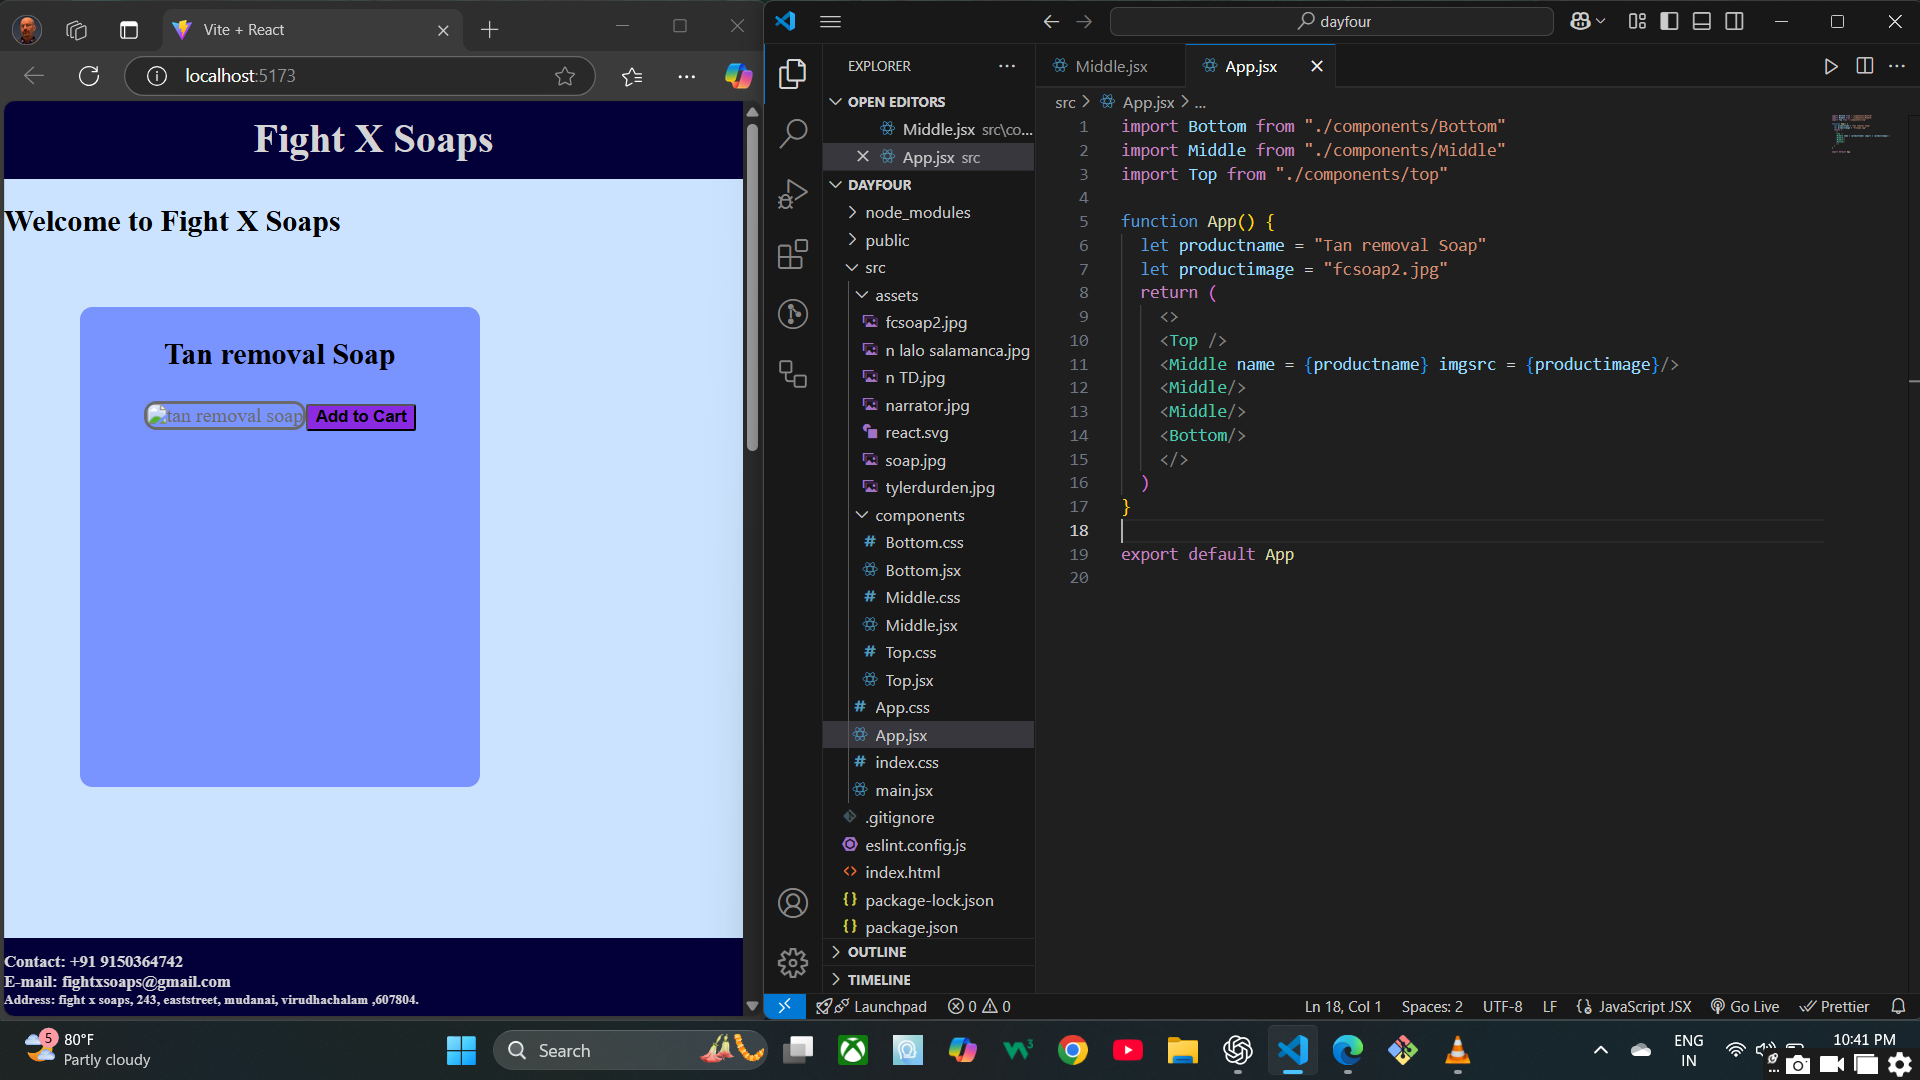 Vite + React
localhost:5173
Fight X Soaps
Welcome to Fight X Soaps
Tan removal Soap
tan removal soap
Add to Cart
Contact: +91 9150364742
E-mail: fightxsoaps@gmail.com
Address: fight x soaps, 243, eaststreet, mudanai, virudhachalam ,607804.
dayfour
EXPLORER
OPEN EDITORS
Middle.jsx src\co...
App.jsx src
DAYFOUR
node_modules
public
src
assets
fcsoap2.jpg
n lalo salamanca.jpg
n TD.jpg
narrator.jpg
react.svg
soap.jpg
tylerdurden.jpg
components
Bottom.css
Bottom.jsx
Middle.css
Middle.jsx
Top.css
Top.jsx
App.css
App.jsx
index.css
main.jsx
.gitignore
eslint.config.js
index.html
package-lock.json
package.json
OUTLINE
TIMELINE
Middle.jsx
App.jsx
src > App.jsx > ...
1 import Bottom from "./components/Bottom"
2 import Middle from "./components/Middle"
3 import Top from "./components/top"
4
5 function App() {
6 let productname = "Tan removal Soap"
7 let productimage = "fcsoap2.jpg"
8 return (
9 <>
10 <Top />
11 <Middle name = {productname} imgsrc = {productimage}/>
12 <Middle/>
13 <Middle/>
14 <Bottom/>
15 </>
16 )
17 }
18
19 export default App
20
Launchpad
0
0
Ln 18, Col 1
Spaces: 2
UTF-8
LF
{} JavaScript JSX
Go Live
Prettier
5
80°F
Partly cloudy
Search
ENG
IN
10:41 PM